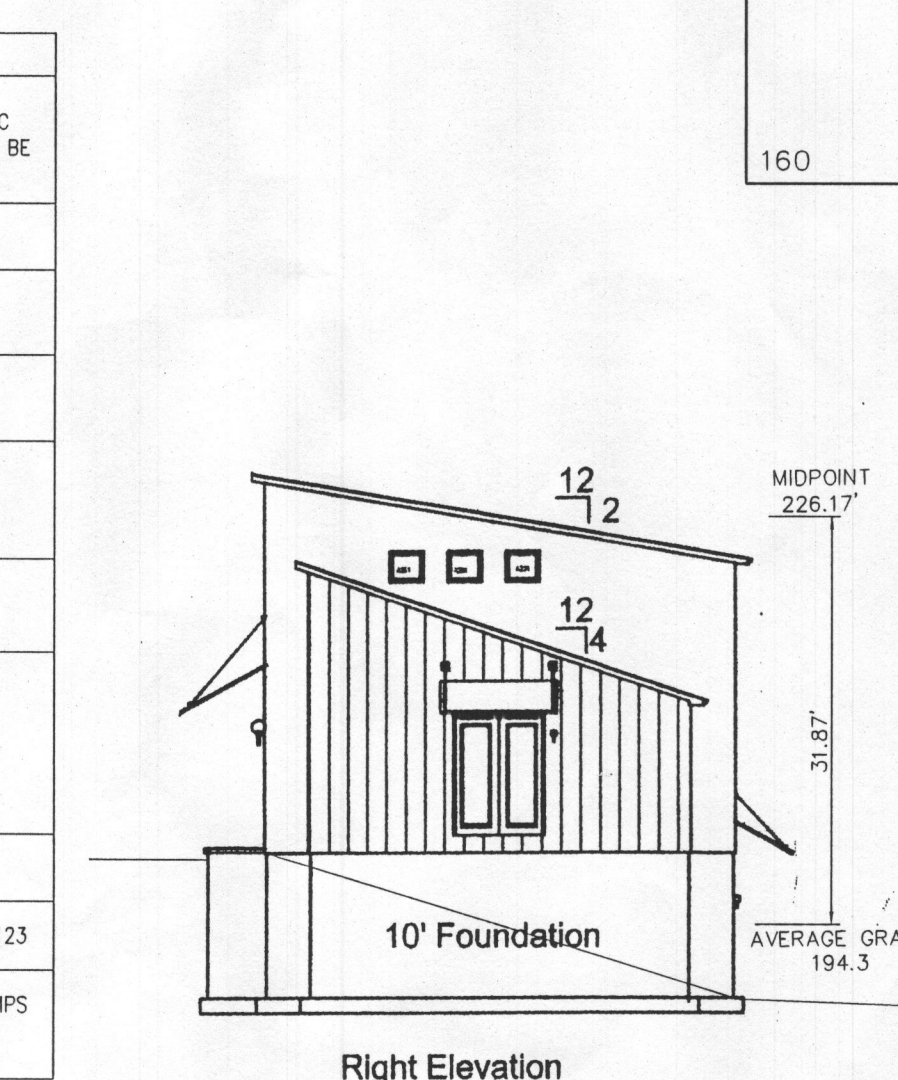 C
BE
160
12
2
MIDPOINT
226.17'
12
4
31.87'
10' Foundation
AVERAGE GRA
194.3
23
MPS
Right Elevation